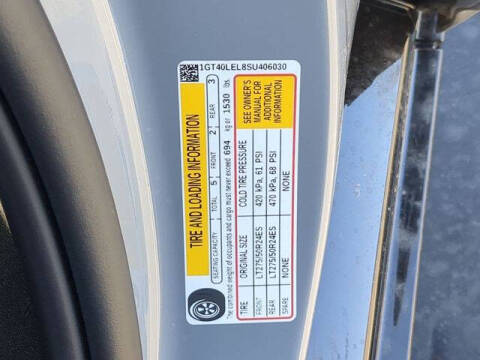 1GT40LEL8SU406030
TIRE AND LOADING INFORMATION
SEATING CAPACITY TOTAL 5 FRONT 2 REAR 3
The combined weight of occupants and cargo must never exceed 694 kg or 1530 lbs.
TIRE ORIGINAL SIZE COLD TIRE PRESSURE
FRONT LT275/50R24ES 420 kPa, 61 PSI
REAR LT275/50R24ES 470 kPa, 68 PSI
SPARE NONE NONE
SEE OWNER'S
MANUAL FOR
ADDITIONAL
INFORMATION